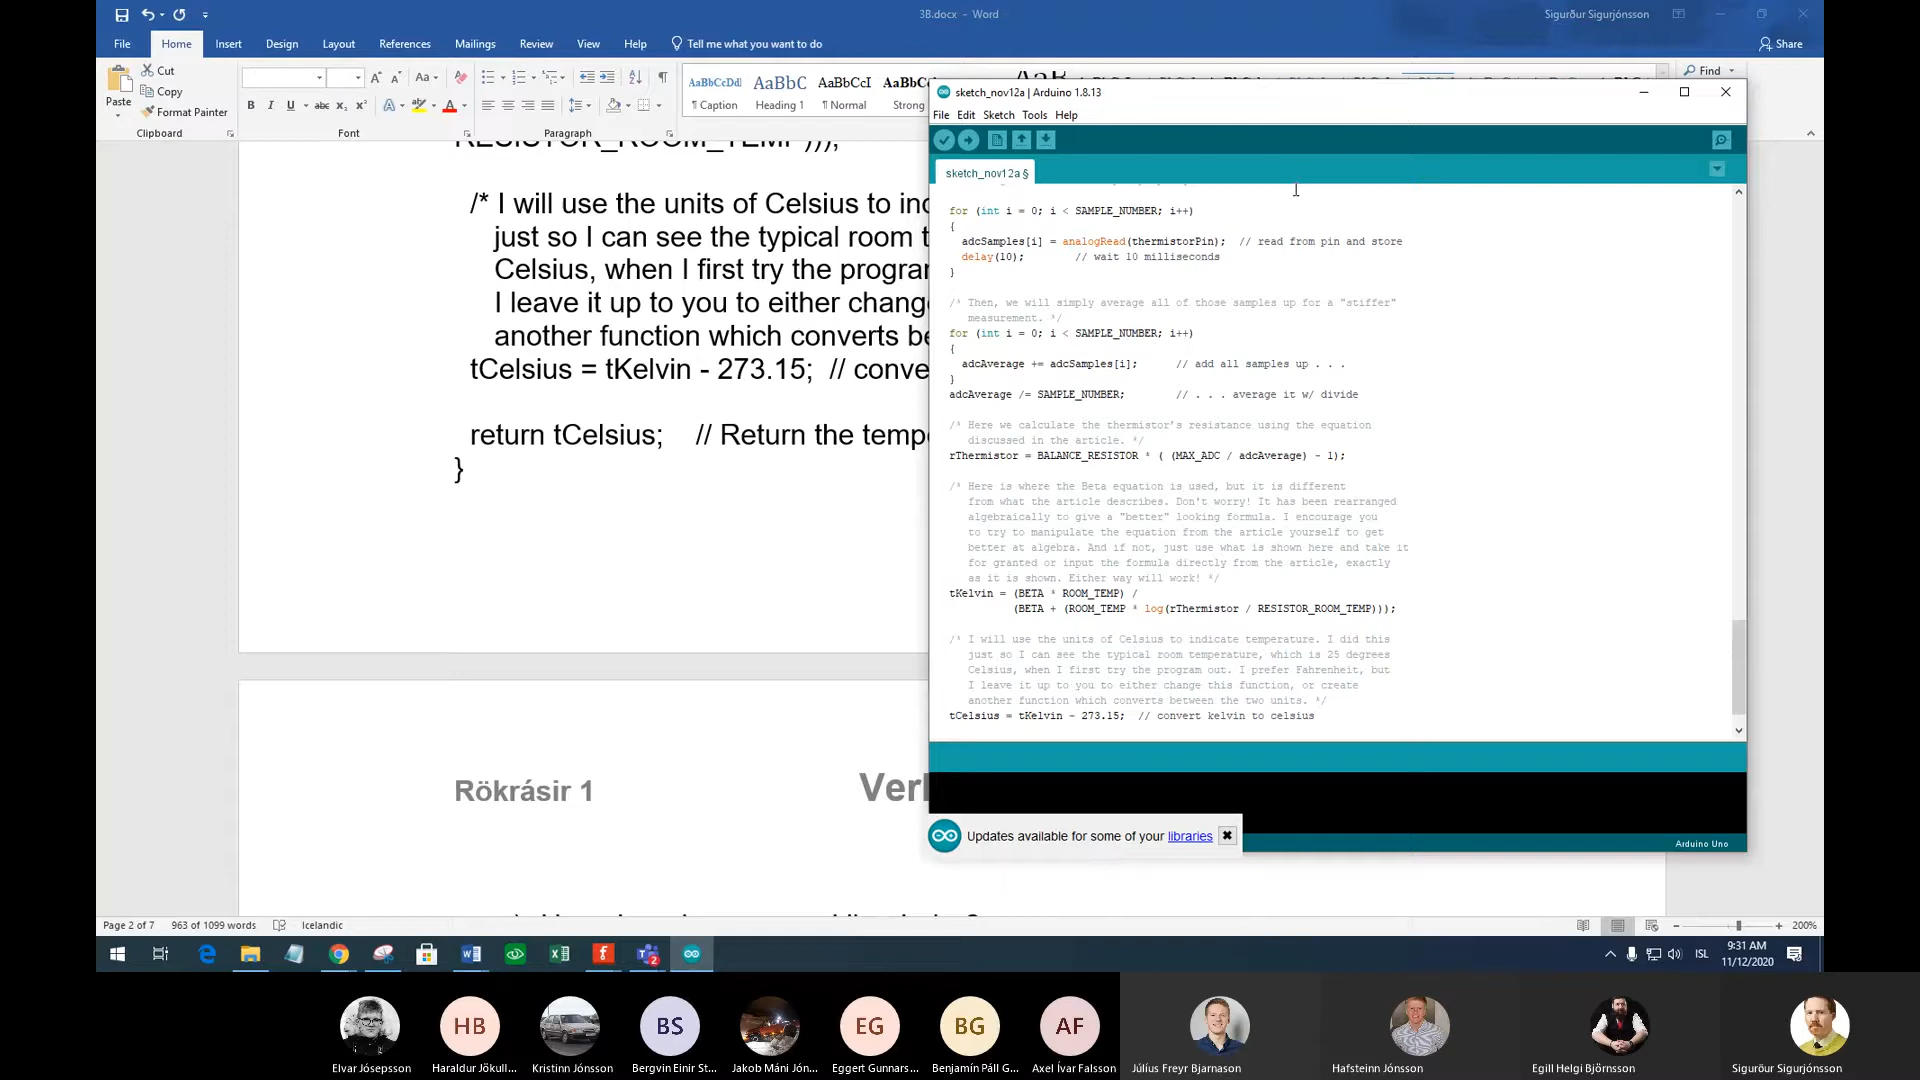 3B.docx - Word
Sigurður Sigurjónsson
File Home Insert Design Layout References Mailings Review View Help Tell me what you want to do
Share
Paste
Cut
Copy
Format Painter
Clipboard
Aa
Font
Paragraph
AaBbCcDd AaBbC AaBbCcI AaBbCc
¶ Caption Heading 1 ¶ Normal Strong
Find
RESISTOR_ROOM_TEMP)));
/* I will use the units of Celsius to in
just so I can see the typical room t
Celsius, when I first try the progra
I leave it up to you to either chang
another function which converts be
tCelsius = tKelvin - 273.15; // conve
return tCelsius; // Return the temp
}
Rökrásir 1
sketch_nov12a | Arduino 1.8.13
File Edit Sketch Tools Help
sketch_nov12a §
for (int i = 0; i < SAMPLE_NUMBER; i++)
{
adcSamples[i] = analogRead(thermistorPin); // read from pin and store
delay(10); // wait 10 milliseconds
}
/* Then, we will simply average all of those samples up for a "stiffer"
measurement. */
for (int i = 0; i < SAMPLE_NUMBER; i++)
{
adcAverage += adcSamples[i]; // add all samples up . . .
}
adcAverage /= SAMPLE_NUMBER; // . . . average it w/ divide
/* Here we calculate the thermistor's resistance using the equation
discussed in the article. */
rThermistor = BALANCE_RESISTOR * ( (MAX_ADC / adcAverage) - 1);
/* Here is where the Beta equation is used, but it is different
from what the article describes. Don't worry! It has been rearranged
algebraically to give a "better" looking formula. I encourage you
to try to manipulate the equation from the article yourself to get
better at algebra. And if not, just use what is shown here and take it
for granted or input the formula directly from the article, exactly
as it is shown. Either way will work! */
tKelvin = (BETA * ROOM_TEMP) /
(BETA + (ROOM_TEMP * log(rThermistor / RESISTOR_ROOM_TEMP)));
/* I will use the units of Celsius to indicate temperature. I did this
just so I can see the typical room temperature, which is 25 degrees
Celsius, when I first try the program out. I prefer Fahrenheit, but
I leave it up to you to either change this function, or create
another function which converts between the two units. */
tCelsius = tKelvin - 273.15; // convert kelvin to celsius
Updates available for some of your libraries
Arduino Uno
Page 2 of 7 963 of 1099 words Icelandic
200%
ISL
9:31 AM
11/12/2020
HB BS EG BG AF
Elvar Jósepsson Haraldur Jökull... Kristinn Jónsson Bergvin Einir St... Jakob Máni Jón... Eggert Gunnars... Benjamín Páll G... Axel Ívar Falsson Júlíus Freyr Bjarnason Hafsteinn Jónsson Egill Helgi Björnsson Sigurður Sigurjónsson